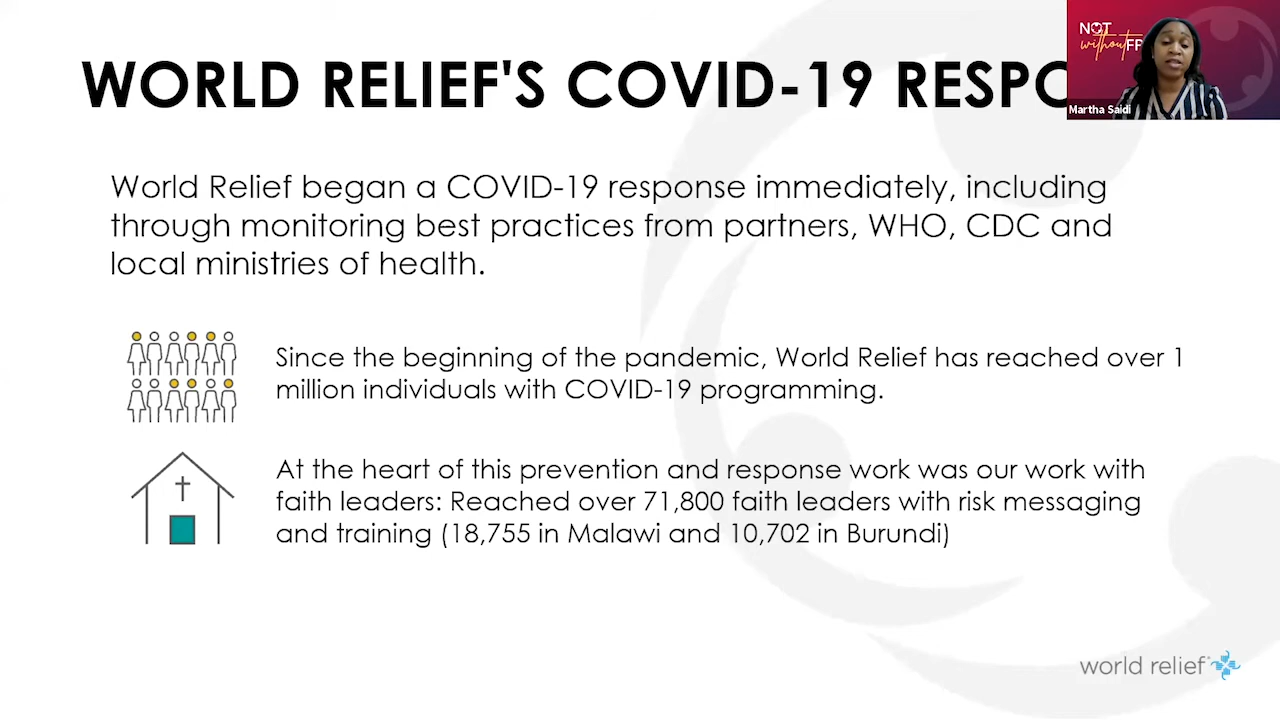 WORLD RELIEF'S COVID-19 RESPO
NOT
without FP
Martha Saidi
World Relief began a COVID-19 response immediately, including
through monitoring best practices from partners, WHO, CDC and
local ministries of health.
Since the beginning of the pandemic, World Relief has reached over 1
million individuals with COVID-19 programming.
At the heart of this prevention and response work was our work with
faith leaders: Reached over 71,800 faith leaders with risk messaging
and training (18,755 in Malawi and 10,702 in Burundi)
world relief